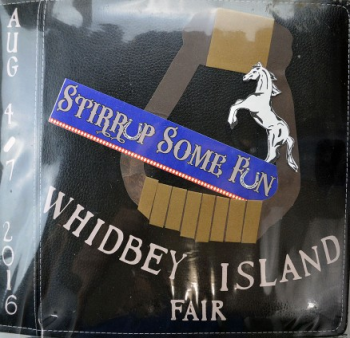 AUG 4-7 2016
STIRRUP SOME FUN
WHIDBEY ISLAND
FAIR